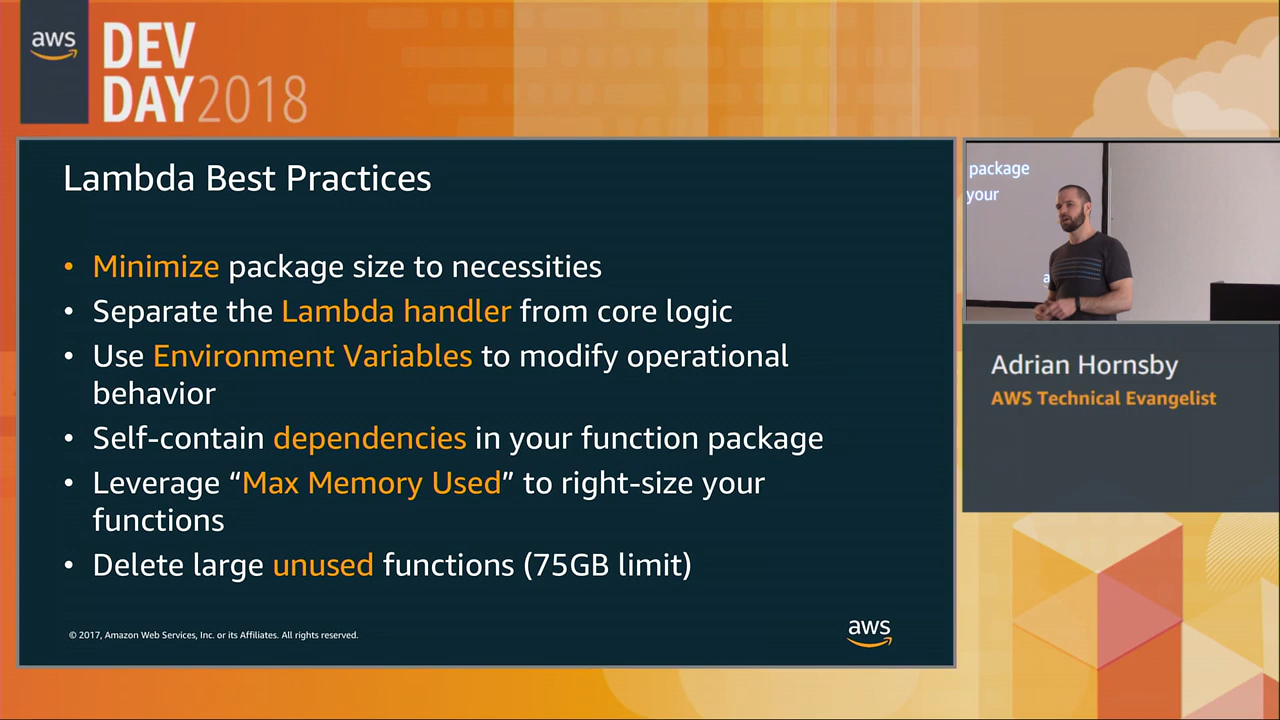 aws
DEV
DAY2018
Lambda Best Practices
• Minimize package size to necessities
• Separate the Lambda handler from core logic
• Use Environment Variables to modify operational
behavior
• Self-contain dependencies in your function package
• Leverage “Max Memory Used” to right-size your
functions
• Delete large unused functions (75GB limit)
© 2017, Amazon Web Services, Inc. or its Affiliates. All rights reserved.
aws
package
your
a
Adrian Hornsby
AWS Technical Evangelist